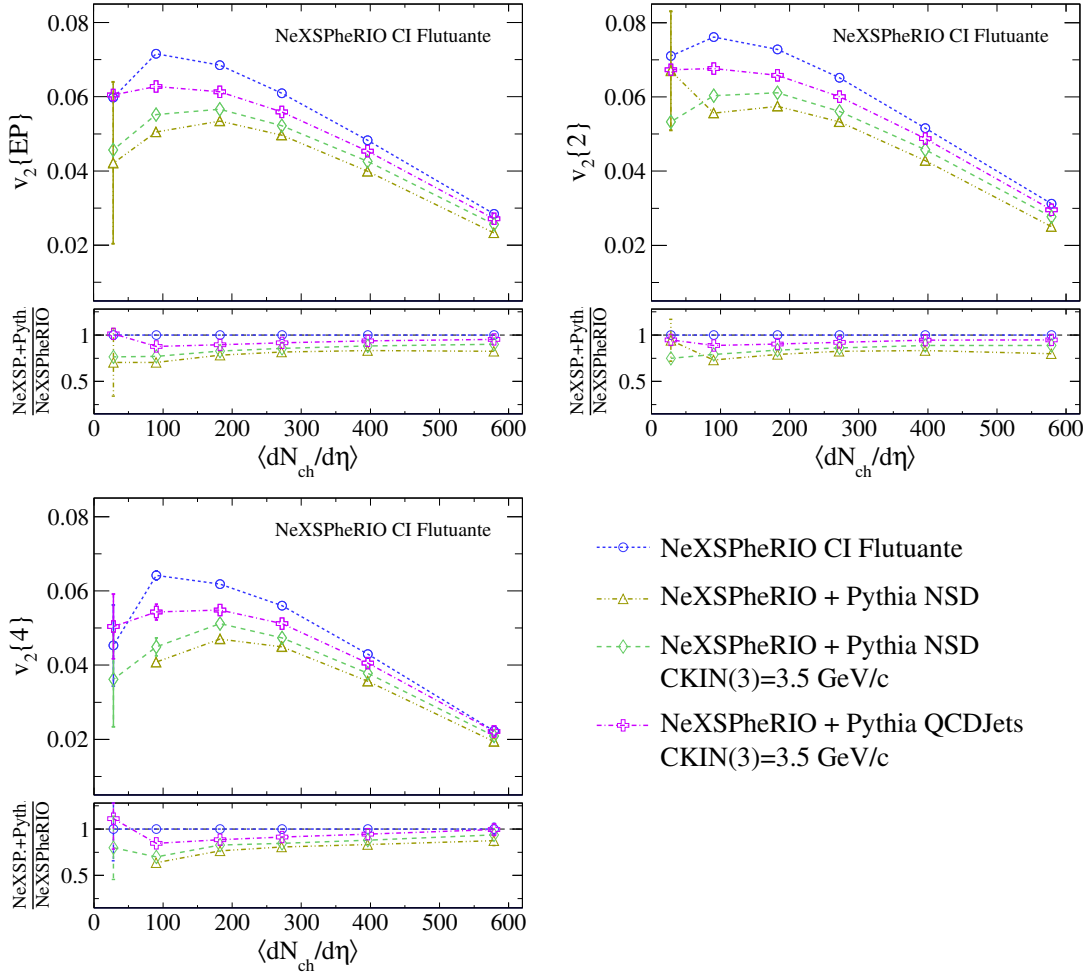 NeXSPheRIO CI Flutuante
v₂{EP}
0.08
0.06
0.04
0.02
NeXSP.+Pyth.
NeXSPheRIO
1
0.5
0 100 200 300 400 500 600
⟨dN_ch/dη⟩
NeXSPheRIO CI Flutuante
v₂{2}
0.08
0.06
0.04
0.02
NeXSP.+Pyth.
NeXSPheRIO
1
0.5
0 100 200 300 400 500 600
⟨dN_ch/dη⟩
NeXSPheRIO CI Flutuante
v₂{4}
0.08
0.06
0.04
0.02
NeXSP.+Pyth
NeXSPheRIO
1
0.5
0 100 200 300 400 500 600
⟨dN_ch/dη⟩
NeXSPheRIO CI Flutuante
NeXSPheRIO + Pythia NSD
NeXSPheRIO + Pythia NSD
CKIN(3)=3.5 GeV/c
NeXSPheRIO + Pythia QCDJets
CKIN(3)=3.5 GeV/c